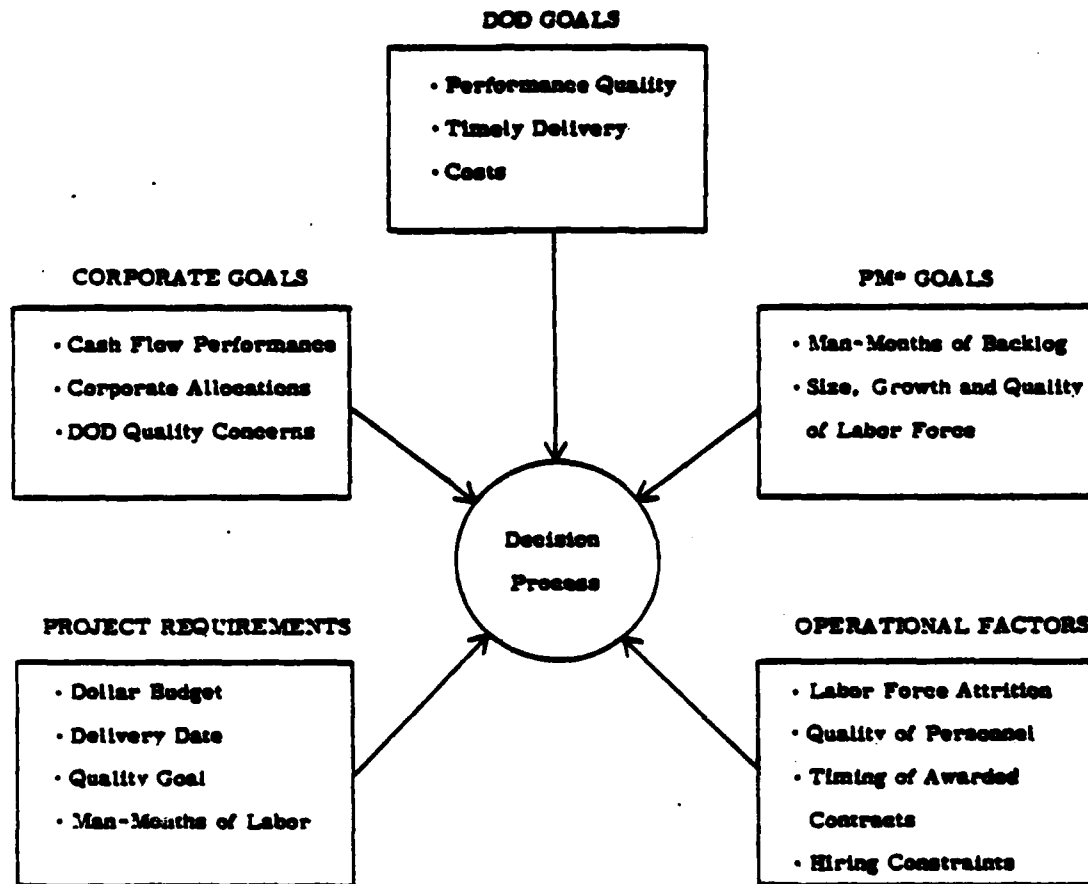 DOD GOALS
· Performance Quality
· Timely Delivery
· Costs
CORPORATE GOALS
· Cash Flow Performance
· Corporate Allocations
· DOD Quality Concerns
PM* GOALS
· Man-Months of Backlog
· Size, Growth and Quality
of Labor Force
Decision
Process
PROJECT REQUIREMENTS
· Dollar Budget
· Delivery Date
· Quality Goal
· Man-Months of Labor
OPERATIONAL FACTORS
· Labor Force Attrition
· Quality of Personnel
· Timing of Awarded
Contracts
· Hiring Constraints